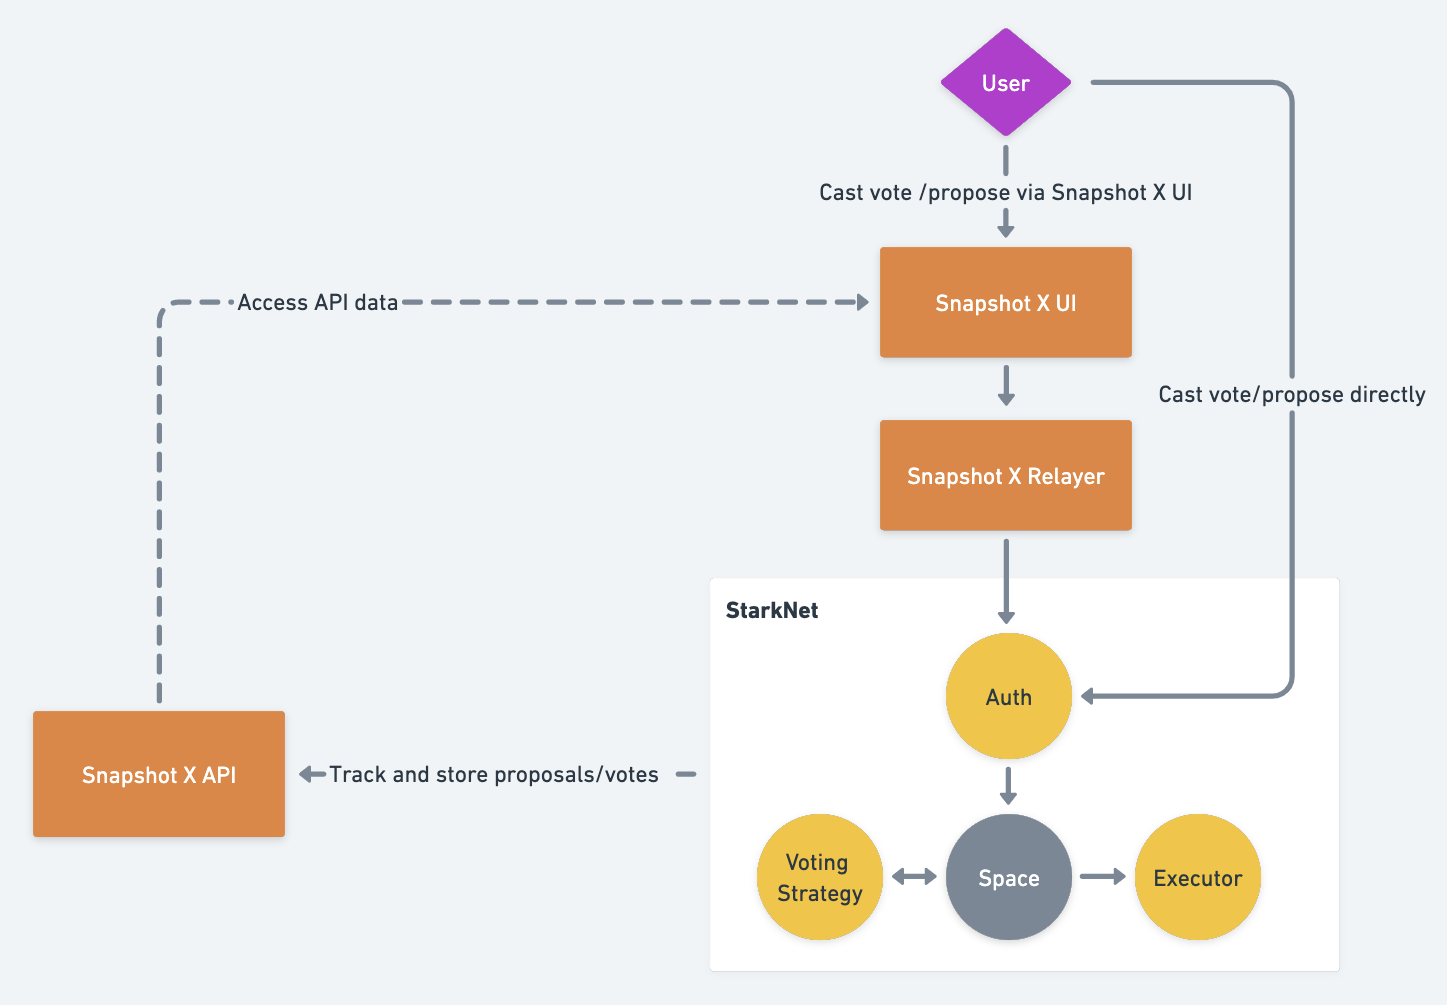 User
Cast vote /propose via Snapshot X UI
Access API data
Snapshot X UI
Cast vote/propose directly
Snapshot X Relayer
StarkNet
Auth
Snapshot X API
Track and store proposals/votes
Voting
Strategy
Space
Executor